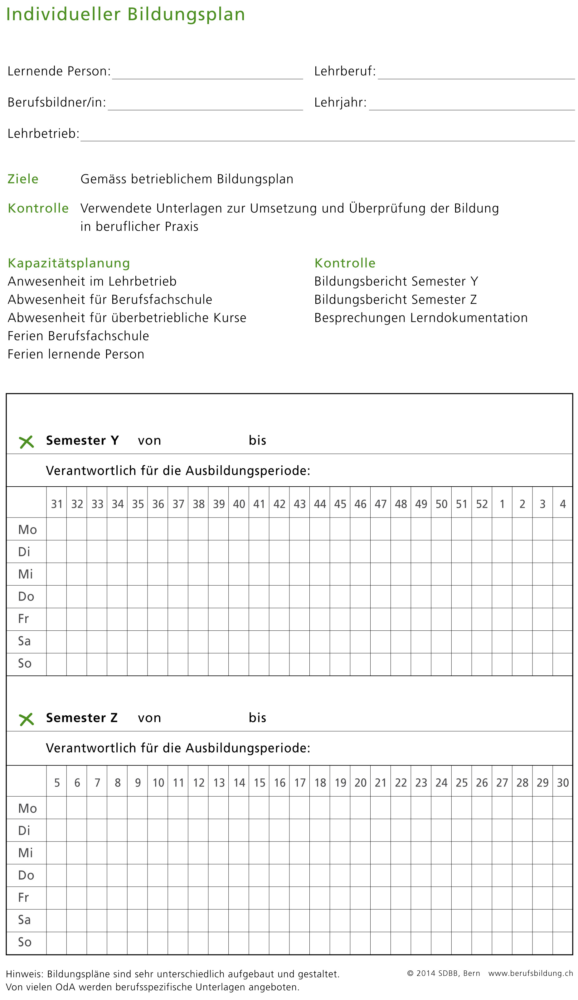 Individueller Bildungsplan
Lernende Person: Lehrberuf:
Berufsbildner/in: Lehrjahr:
Lehrbetrieb:
Ziele Gemäss betrieblichem Bildungsplan
Kontrolle Verwendete Unterlagen zur Umsetzung und Überprüfung der Bildung
in beruflicher Praxis
Kapazitätsplanung
Anwesenheit im Lehrbetrieb
Abwesenheit für Berufsfachschule
Abwesenheit für überbetriebliche Kurse
Ferien Berufsfachschule
Ferien lernende Person
Kontrolle
Bildungsbericht Semester Y
Bildungsbericht Semester Z
Besprechungen Lerndokumentation
Semester Y von bis
Verantwortlich für die Ausbildungsperiode:
31 32 33 34 35 36 37 38 39 40 41 42 43 44 45 46 47 48 49 50 51 52 1 2 3 4
Mo
Di
Mi
Do
Fr
Sa
So
Semester Z von bis
Verantwortlich für die Ausbildungsperiode:
5 6 7 8 9 10 11 12 13 14 15 16 17 18 19 20 21 22 23 24 25 26 27 28 29 30
Mo
Di
Mi
Do
Fr
Sa
So
Hinweis: Bildungspläne sind sehr unterschiedlich aufgebaut und gestaltet.
Von vielen OdA werden berufsspezifische Unterlagen angeboten.
© 2014 SDBB, Bern www.berufsbildung.ch